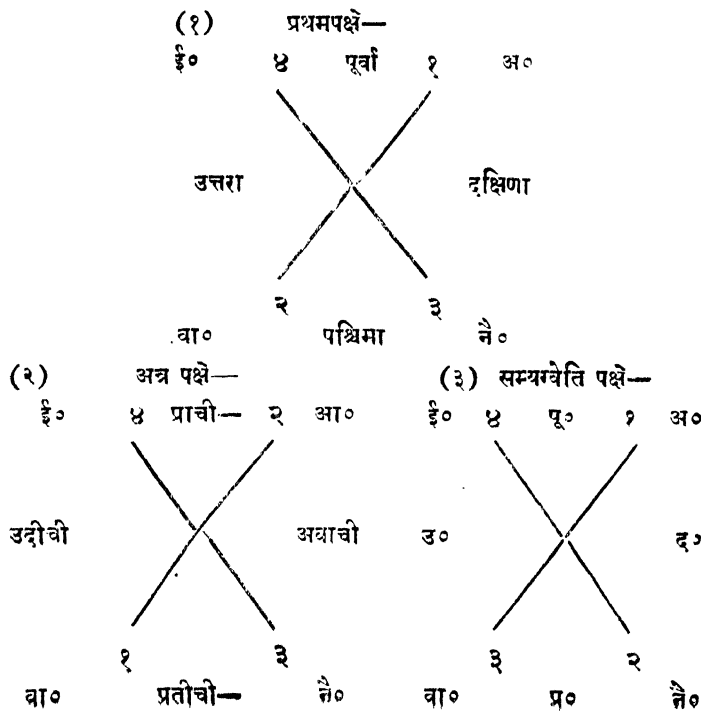 (१) प्रथमपक्षे—
ई० ४ पूर्वा १ अ०
उत्तरा दक्षिणा
२ ३
वा० पश्चिमा नै०
(२) अत्र पक्षे—
ई० ४ प्राची— २ आ०
उदीची अवाची
१ ३
वा० प्रतीची— नै०
(३) सम्यग्वेति पक्षे—
ई० ४ पू० १ अ०
उ० द०
३ २
वा० प्र० नै०